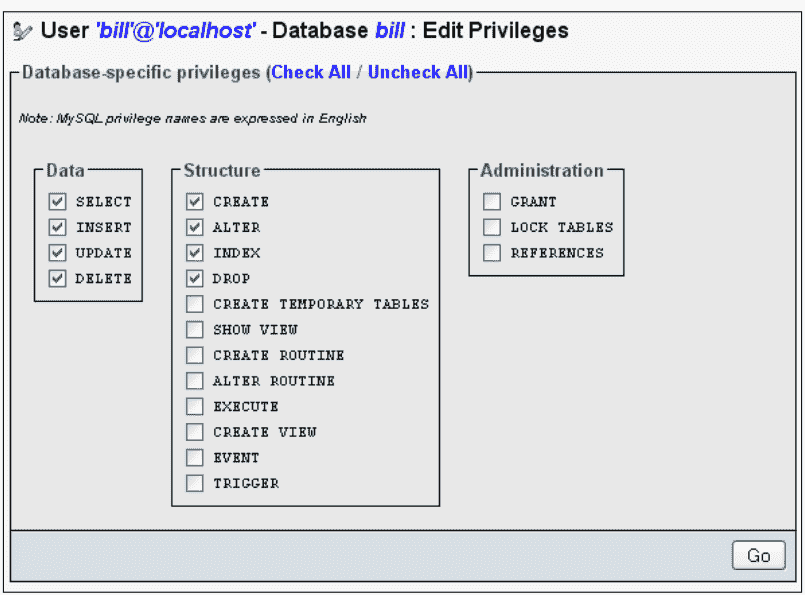 User 'bill'@'localhost' - Database bill : Edit Privileges
Database-specific privileges (Check All / Uncheck All)
Note: MySQL privilege names are expressed in English
Data
SELECT
INSERT
UPDATE
DELETE
Structure
CREATE
ALTER
INDEX
DROP
CREATE TEMPORARY TABLES
SHOW VIEW
CREATE ROUTINE
ALTER ROUTINE
EXECUTE
CREATE VIEW
EVENT
TRIGGER
Administration
GRANT
LOCK TABLES
REFERENCES
Go